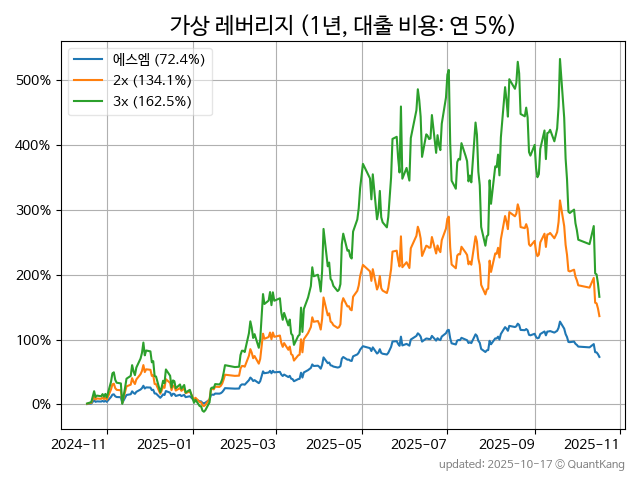 가상 레버리지 (1년, 대출 비용: 연 5%)
에스엠 (72.4%)
2x (134.1%)
3x (162.5%)
500%
400%
300%
200%
100%
0%
2024-11 2025-01 2025-03 2025-05 2025-07 2025-09 2025-11
updated: 2025-10-17 © QuantKang